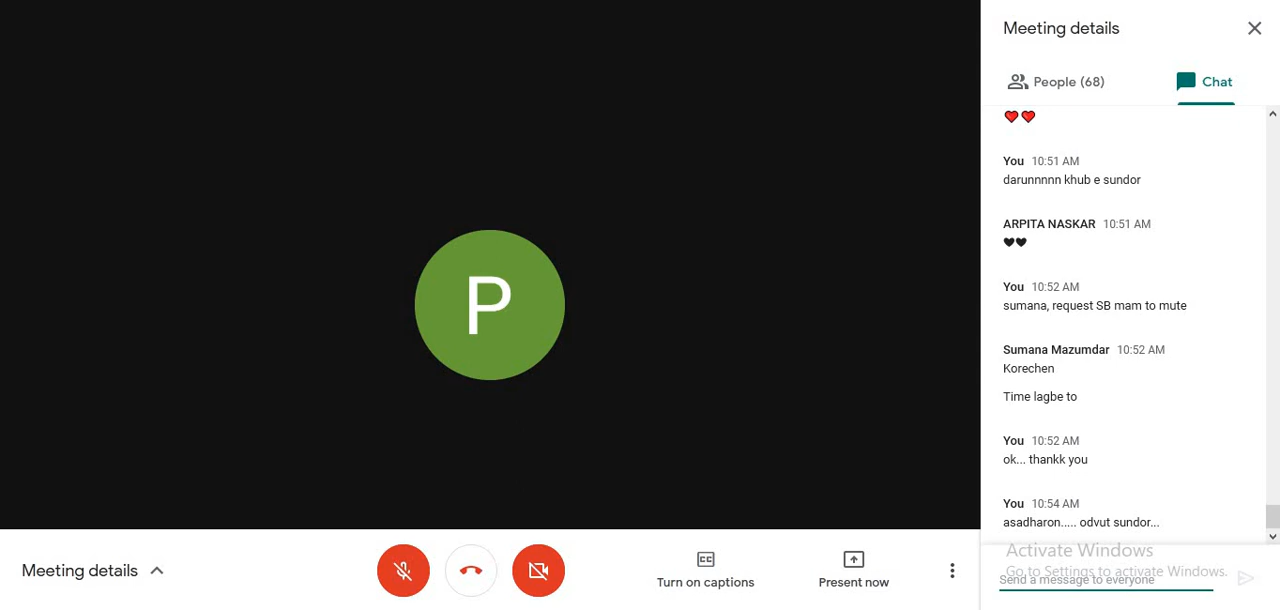 Meeting details
People (68)
Chat
You 10:51 AM
darunnnnn khub e sundor
ARPITA NASKAR 10:51 AM
You 10:52 AM
sumana, request SB mam to mute
Sumana Mazumdar 10:52 AM
Korechen
Time lagbe to
You 10:52 AM
ok... thankk you
You 10:54 AM
asadharon..... odvut sundor...
Activate Windows
Go to Settings to activate Windows.
Send a message to everyone
P
Meeting details
Turn on captions
Present now